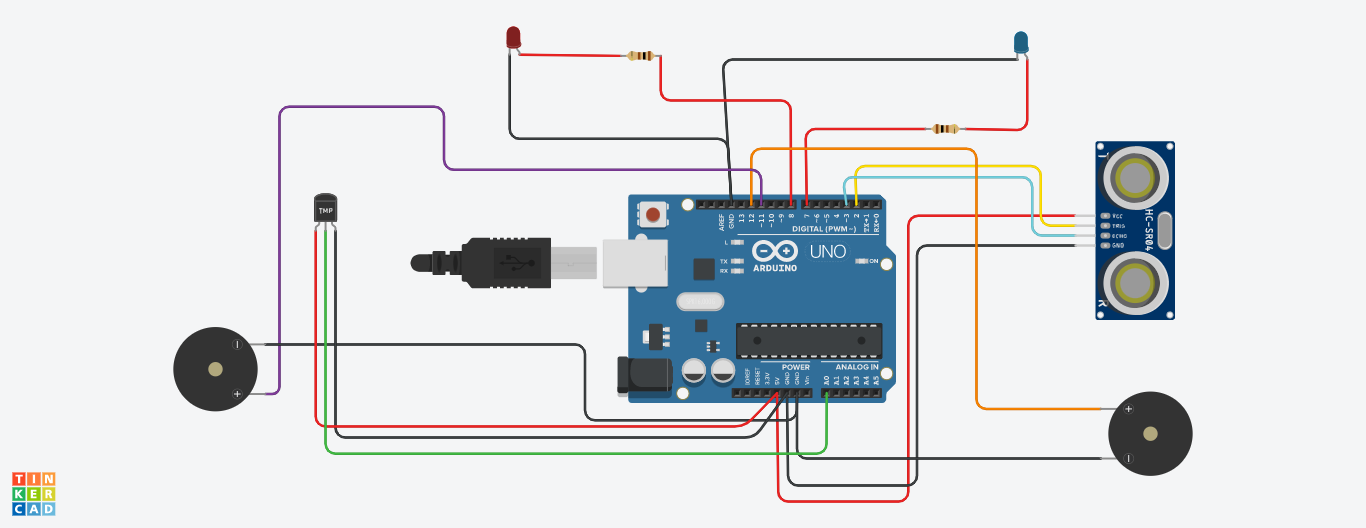 TMP
AREF
GND
13
12
~11
~10
~9
8
7
~6
~5
4
~3
2
TX→1
RX←0
DIGITAL (PWM~)
L
TX
RX
ARDUINO
UNO
ON
HC-SR04
VCC
TRIG
ECHO
GND
T
R
POWER
ANALOG IN
IOREF
RESET
3.3V
5V
GND
GND
Vin
A0
A1
A2
A3
A4
A5
TIN
KER
CAD